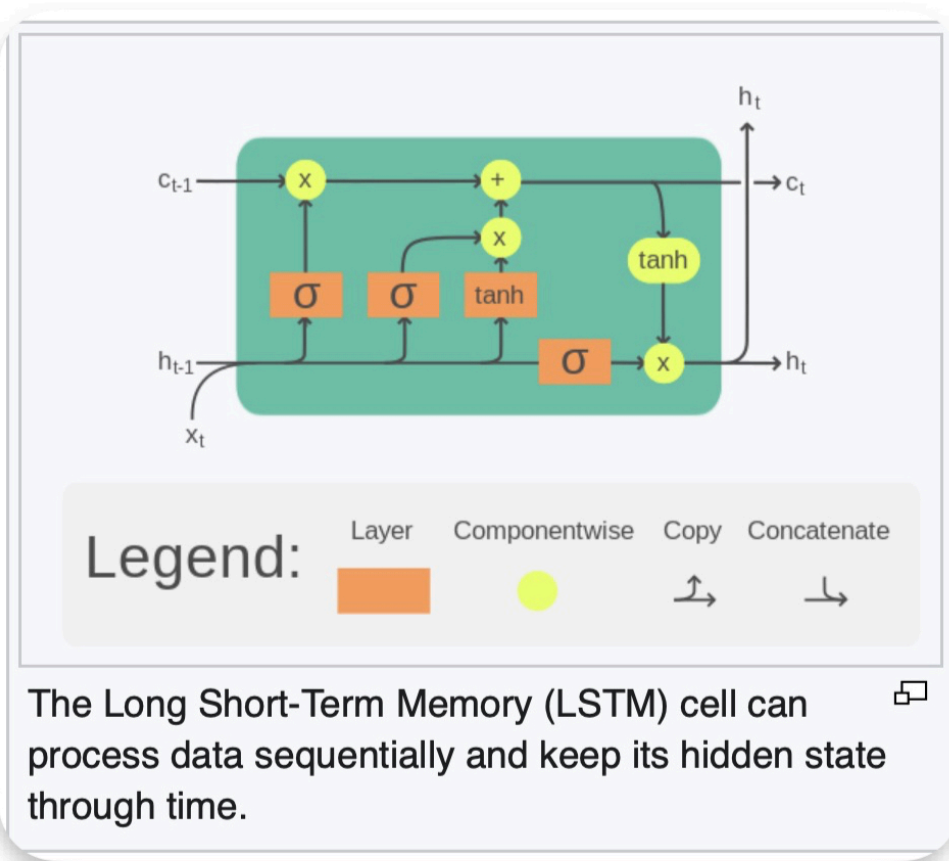 hₜ
cₜ₋₁ x + cₜ
x
tanh
σ σ tanh
hₜ₋₁ σ x hₜ
xₜ
Legend:
Layer Componentwise Copy Concatenate
The Long Short-Term Memory (LSTM) cell can
process data sequentially and keep its hidden state
through time.